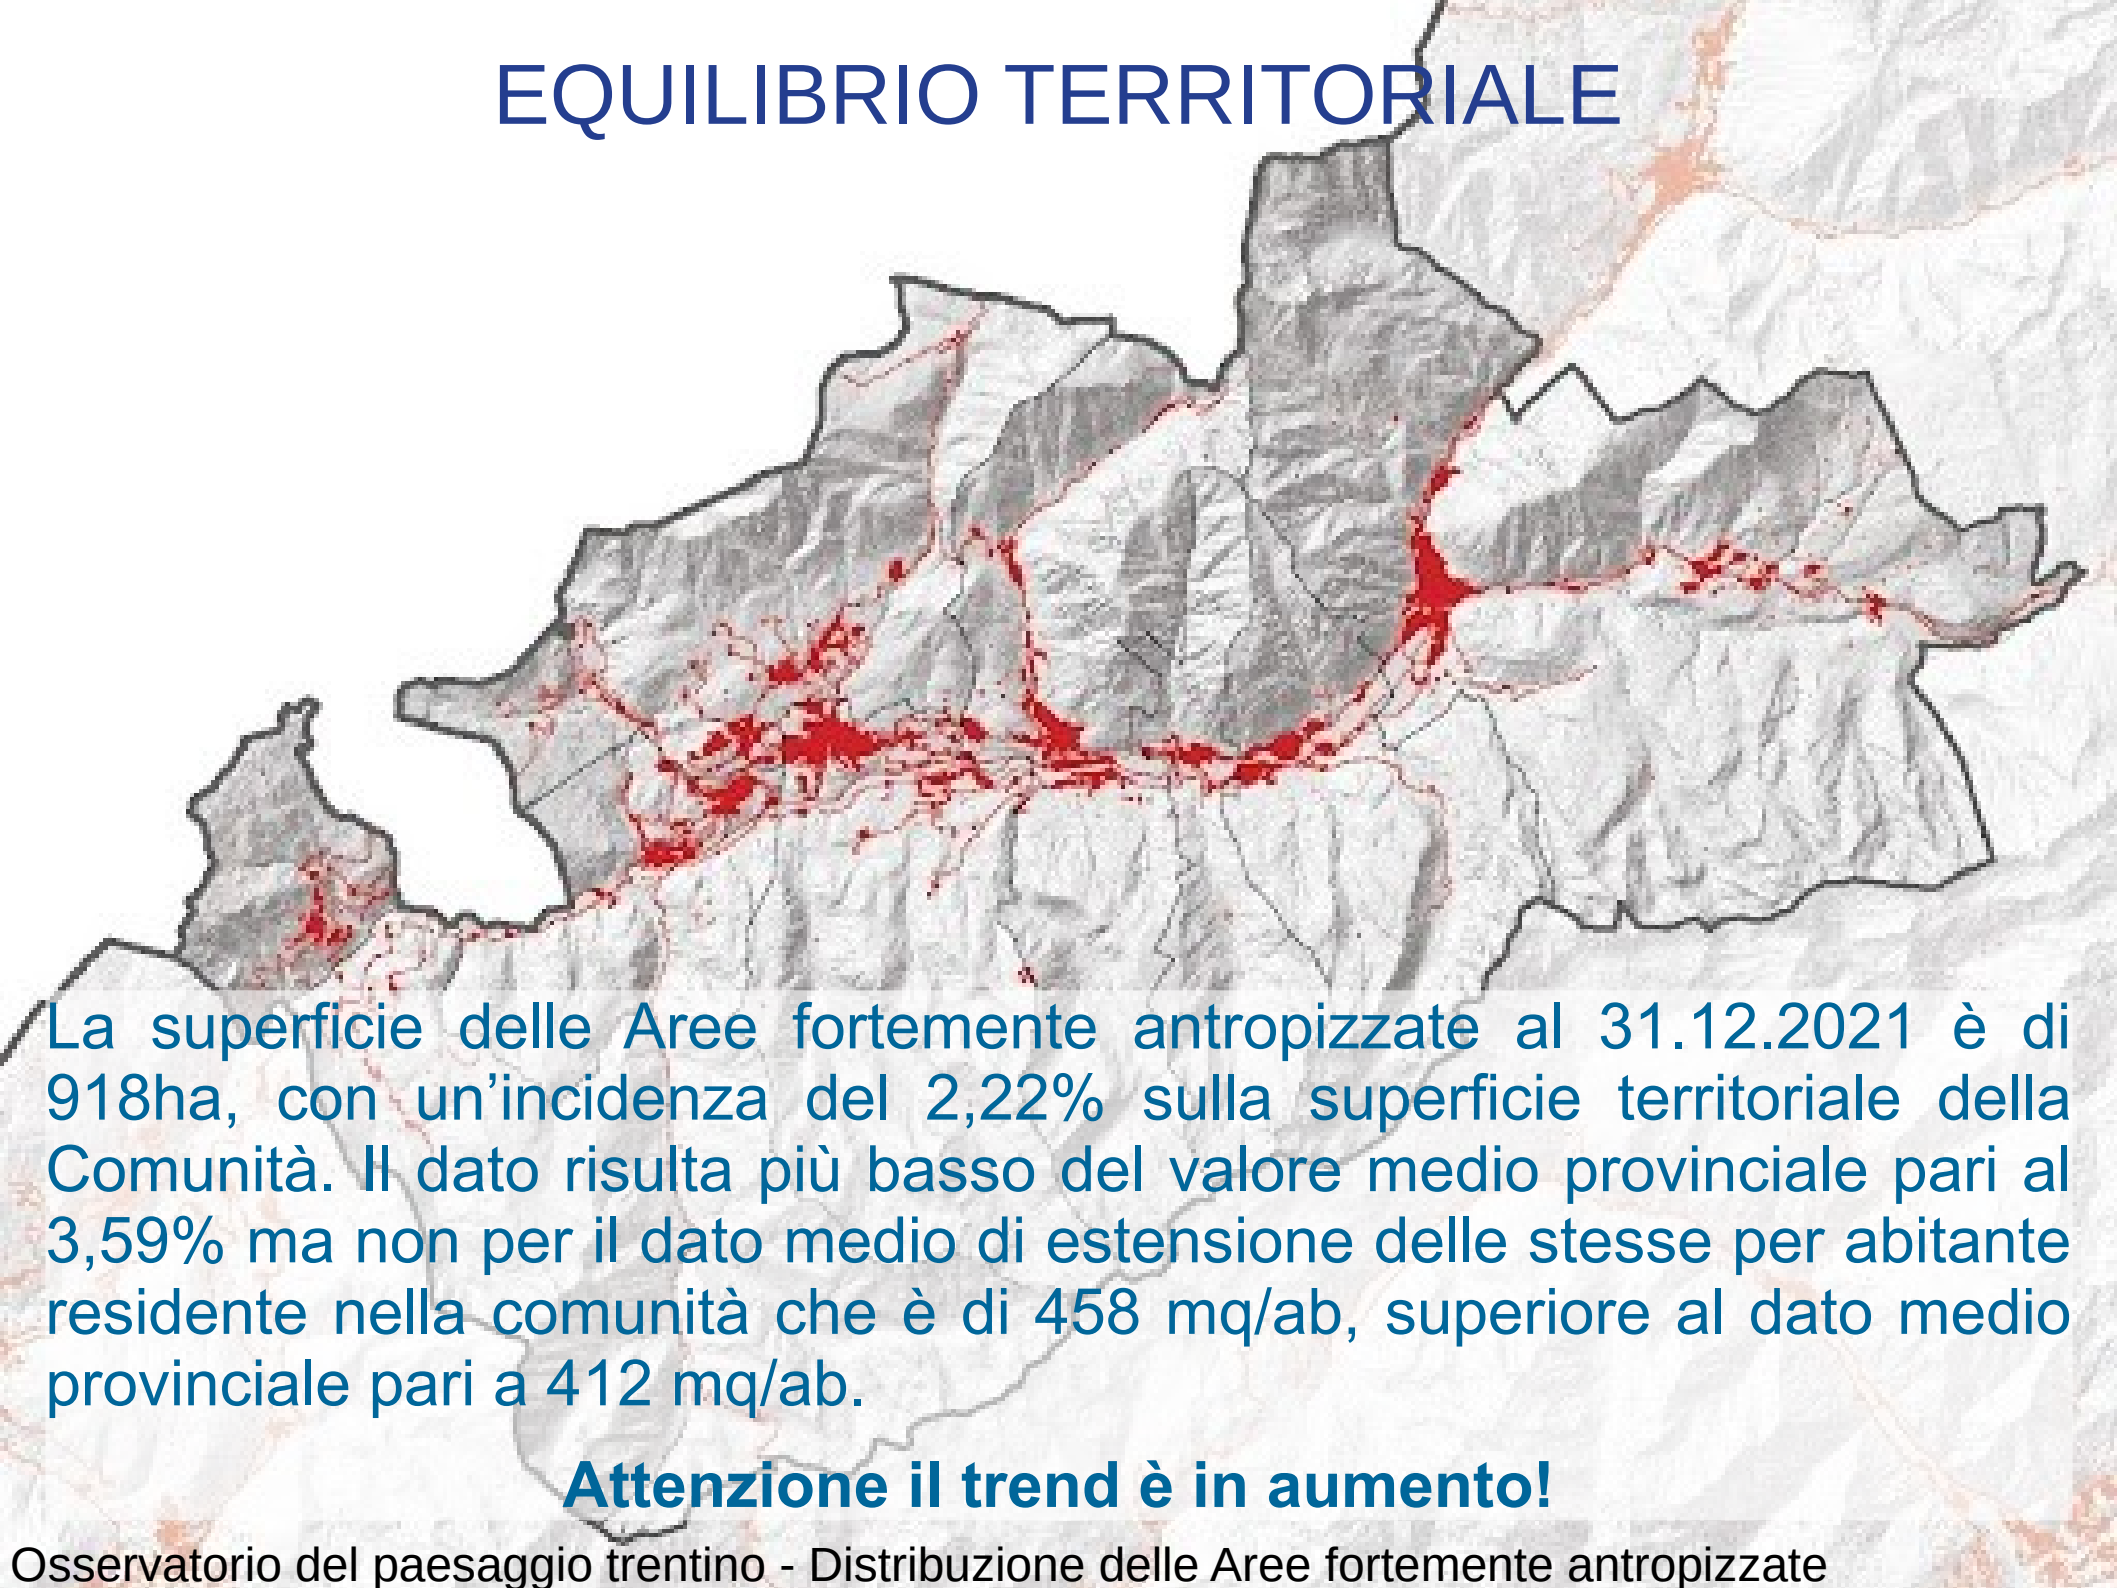 EQUILIBRIO TERRITORIALE
La superficie delle Aree fortemente antropizzate al 31.12.2021 è di
918ha, con un’incidenza del 2,22% sulla superficie territoriale della
Comunità. Il dato risulta più basso del valore medio provinciale pari al
3,59% ma non per il dato medio di estensione delle stesse per abitante
residente nella comunità che è di 458 mq/ab, superiore al dato medio
provinciale pari a 412 mq/ab.
Attenzione il trend è in aumento!
Osservatorio del paesaggio trentino - Distribuzione delle Aree fortemente antropizzate